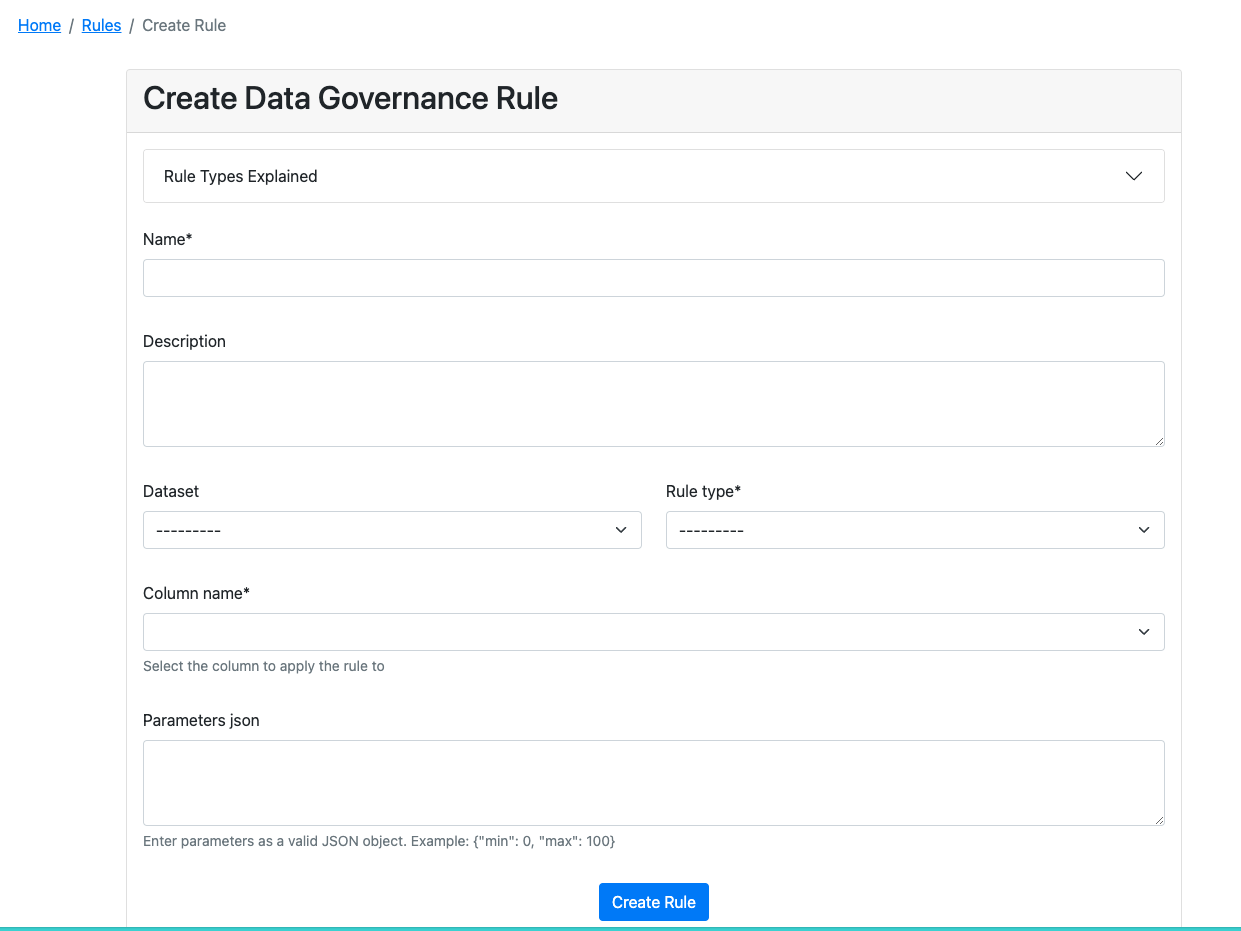 Home / Rules / Create Rule
Create Data Governance Rule
Rule Types Explained
Name*
Description
Dataset
Rule type*
---------
---------
Column name*
Select the column to apply the rule to
Parameters json
Enter parameters as a valid JSON object. Example: {"min": 0, "max": 100}
Create Rule